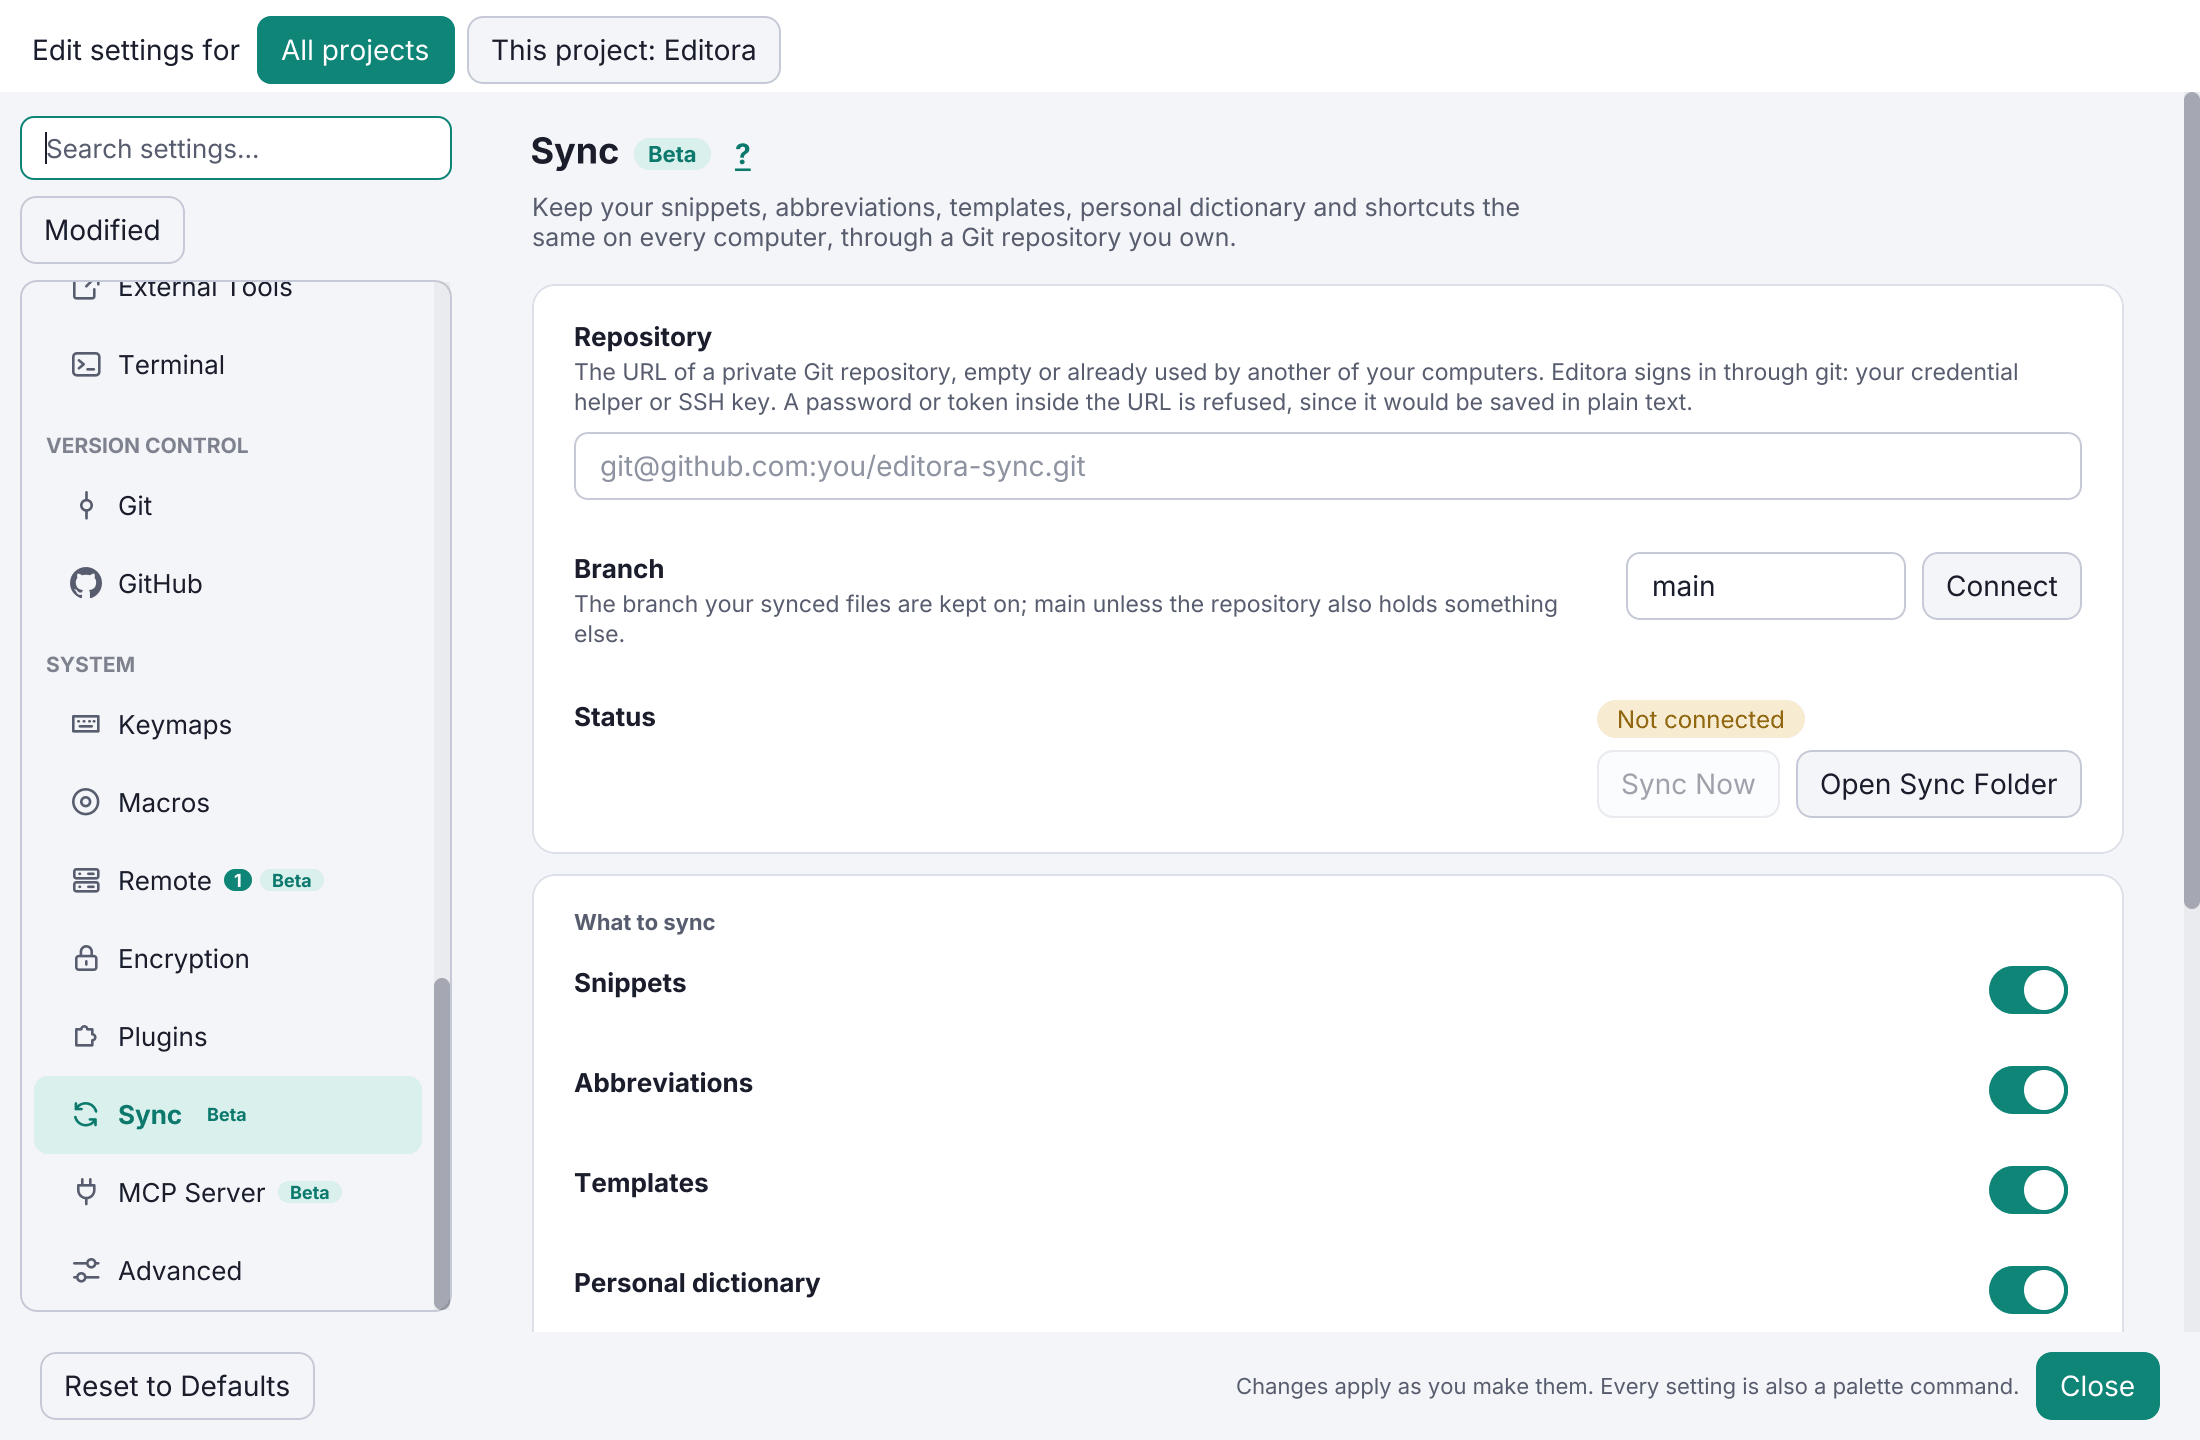 Edit settings for
All projects
This project: Editora
Search settings...
Modified
External Tools
Terminal
VERSION CONTROL
Git
GitHub
SYSTEM
Keymaps
Macros
Remote 1 Beta
Encryption
Plugins
Sync Beta
MCP Server Beta
Advanced
Reset to Defaults
Sync Beta ?
Keep your snippets, abbreviations, templates, personal dictionary and shortcuts the
same on every computer, through a Git repository you own.
Repository
The URL of a private Git repository, empty or already used by another of your computers. Editora signs in through git: your credential
helper or SSH key. A password or token inside the URL is refused, since it would be saved in plain text.
git@github.com:you/editora-sync.git
Branch
The branch your synced files are kept on; main unless the repository also holds something
else.
main
Connect
Status
Not connected
Sync Now
Open Sync Folder
What to sync
Snippets
Abbreviations
Templates
Personal dictionary
Changes apply as you make them. Every setting is also a palette command.
Close